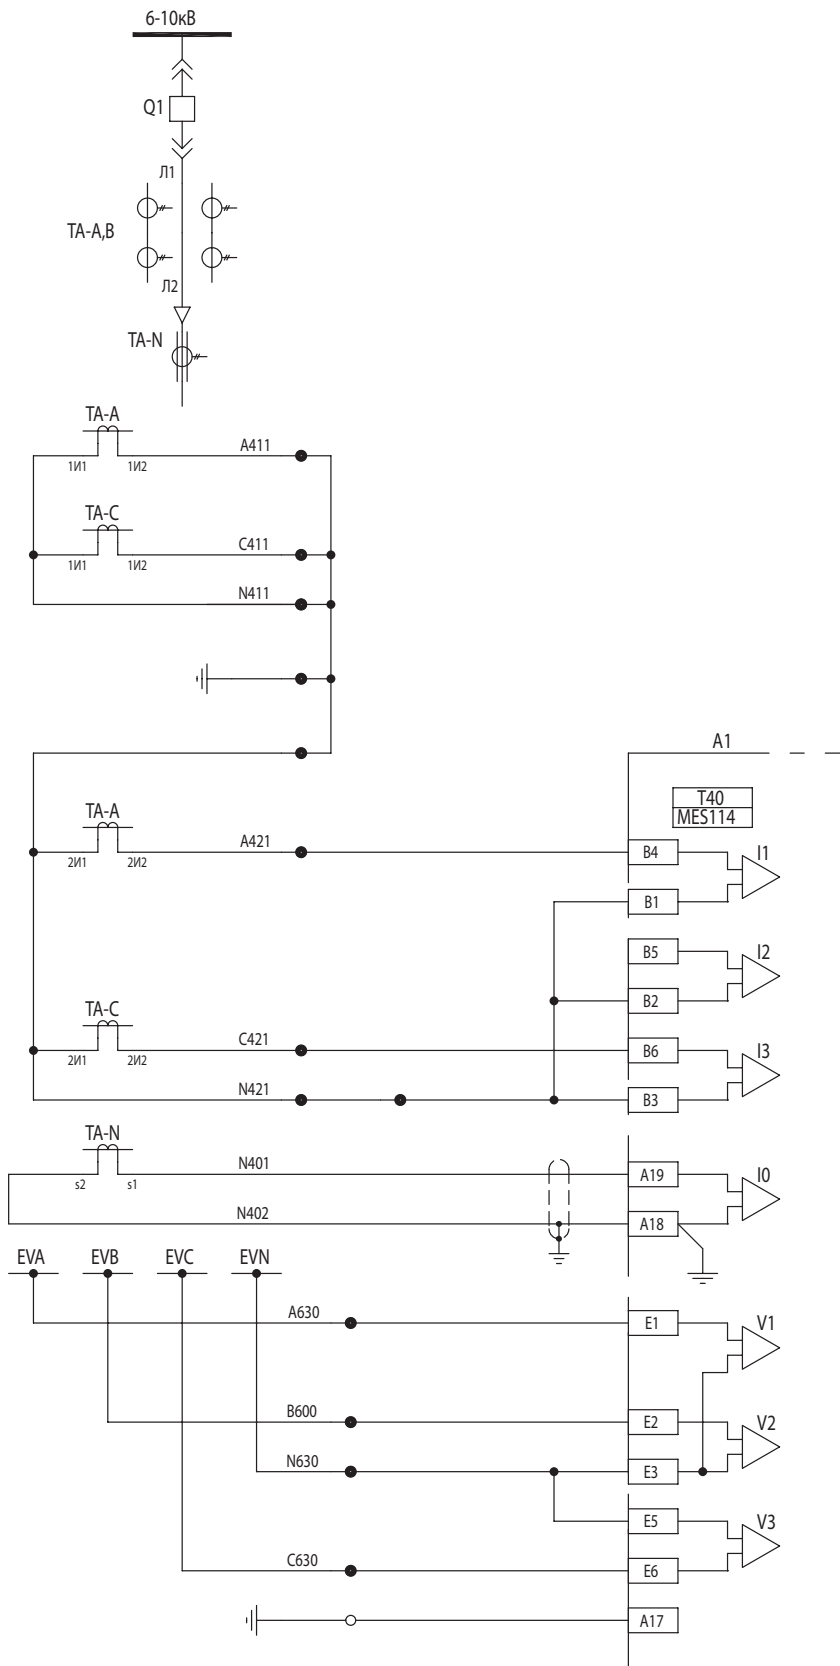 6-10кВ
Q1
Л1
TA-A,B
Л2
TA-N
TA-A
A411
1И1 1И2
TA-C
C411
1И1 1И2
N411
A1
T40
MES114
TA-A
A421
2И1 2И2
B4
I1
B1
B5
I2
B2
TA-C
C421
2И1 2И2
B6
I3
N421
B3
TA-N
N401
s2 s1
A19
I0
N402
A18
EVA EVB EVC EVN
A630
E1
V1
B600
E2
V2
N630
E3
E5
V3
C630
E6
A17